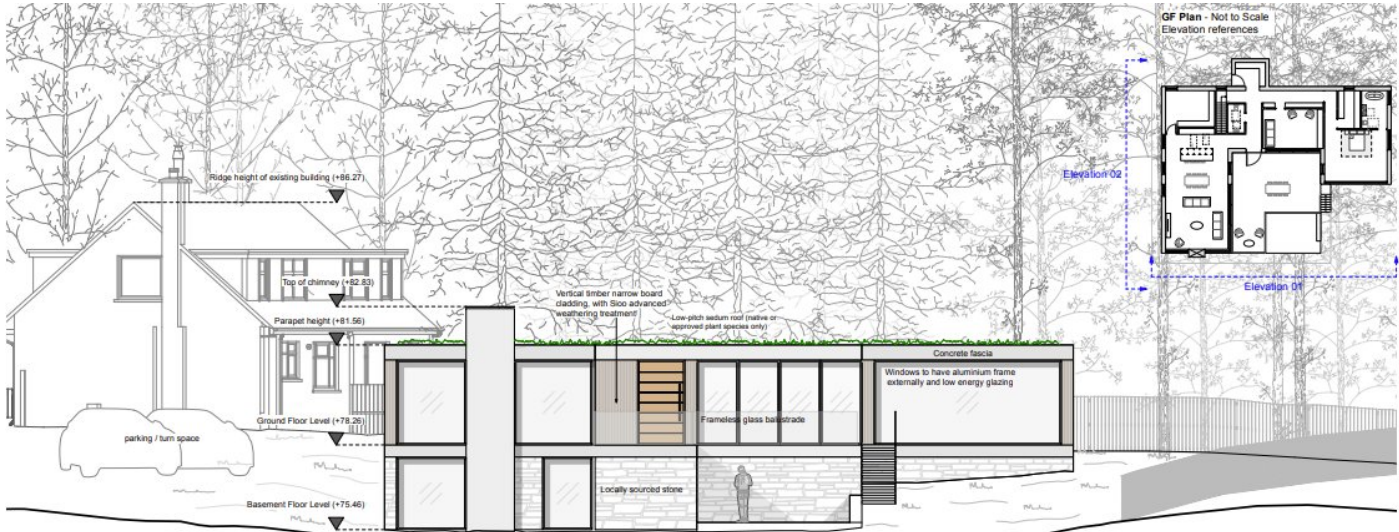 GF Plan - Not to Scale
Elevation references
Elevation 02
Elevation 01
Ridge height of existing building (+86.27)
Top of chimney (+82.83)
Parapet height (+81.56)
Ground Floor Level (+78.26)
Basement Floor Level (+75.46)
parking / turn space
Vertical timber narrow board
cladding, with Sioo advanced
weathering treatment
Low-pitch sedum roof (native or
approved plant species only)
Concrete fascia
Windows to have aluminium frame
externally and low energy glazing
Frameless glass balustrade
Locally sourced stone